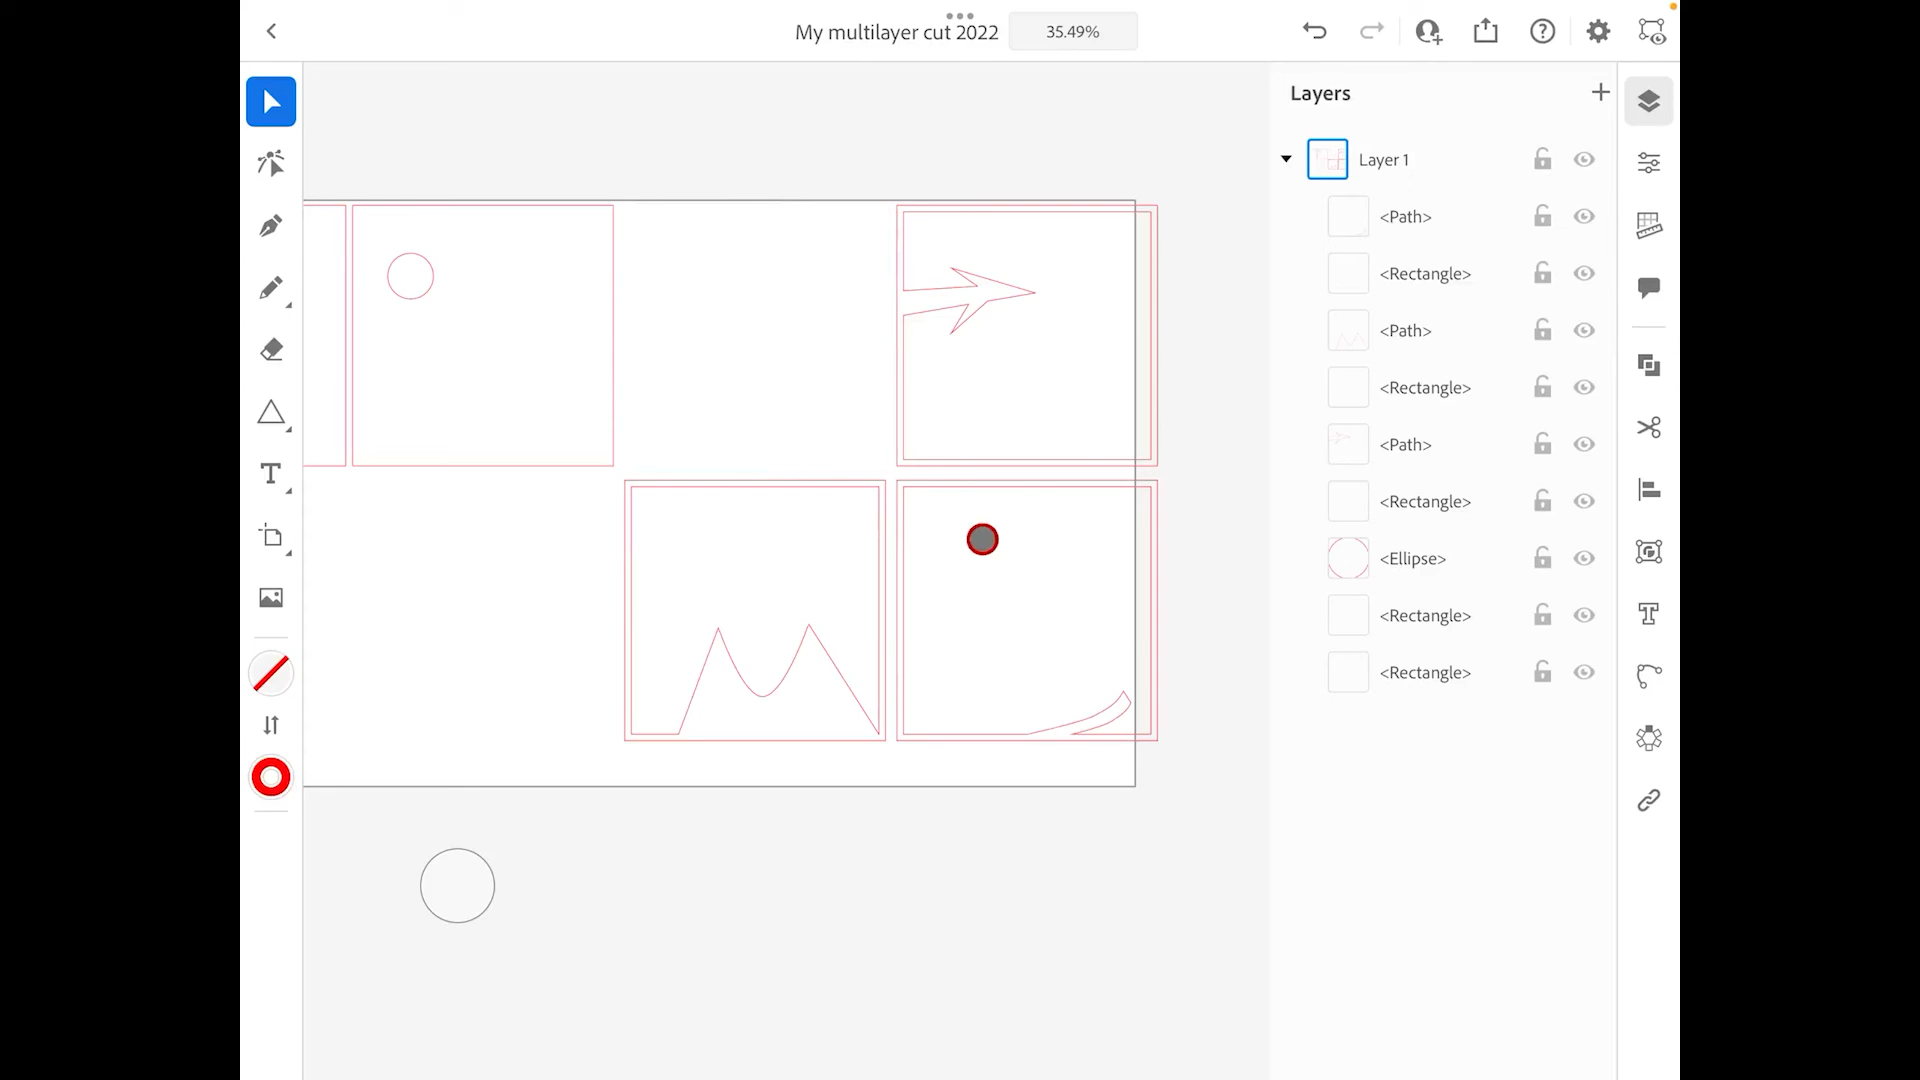 My multilayer cut 2022
35.49%
Layers
Layer 1
<Path>
<Rectangle>
<Path>
<Rectangle>
<Path>
<Rectangle>
<Ellipse>
<Rectangle>
<Rectangle>